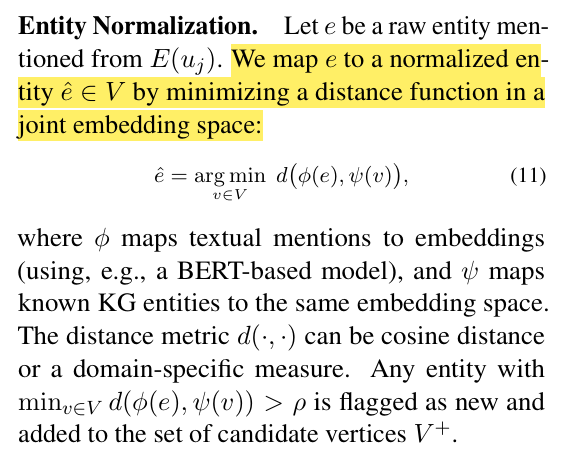 Entity Normalization. Let e be a raw entity men-
tioned from E(u_j). We map e to a normalized en-
tity ê ∈ V by minimizing a distance function in a
joint embedding space:
ê = arg min_{v∈V} d(ϕ(e), ψ(v)), (11)
where ϕ maps textual mentions to embeddings
(using, e.g., a BERT-based model), and ψ maps
known KG entities to the same embedding space.
The distance metric d(·, ·) can be cosine distance
or a domain-specific measure. Any entity with
min_{v∈V} d(ϕ(e), ψ(v)) > ρ is flagged as new and
added to the set of candidate vertices V⁺.